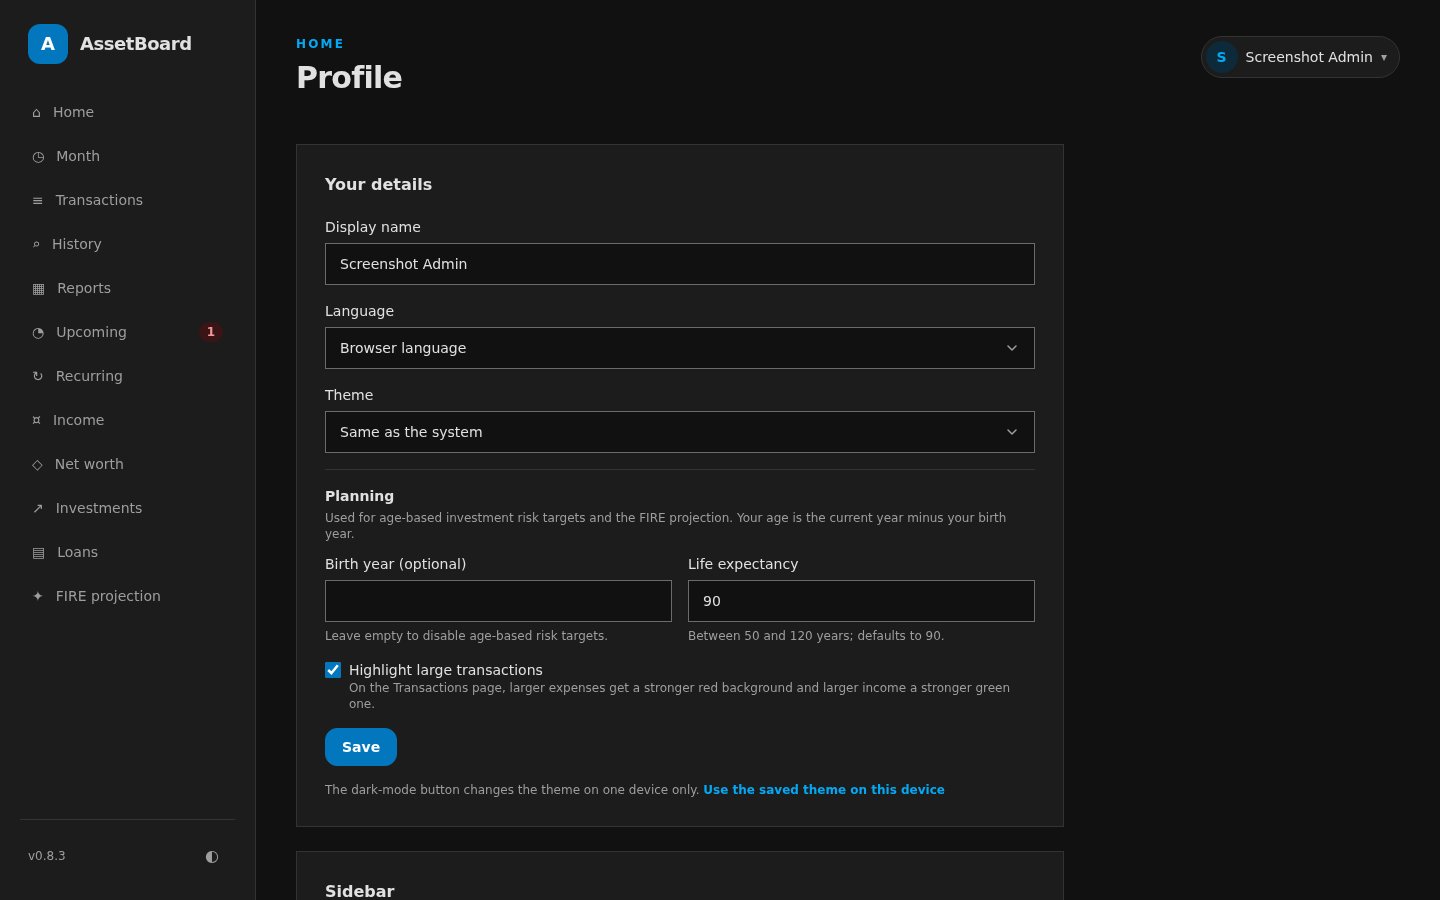 A AssetBoard
Home
Month
Transactions
History
Reports
Upcoming 1
Recurring
Income
Net worth
Investments
Loans
FIRE projection
v0.8.3
HOME
Profile
S Screenshot Admin
Your details
Display name
Screenshot Admin
Language
Browser language
Theme
Same as the system
Planning
Used for age-based investment risk targets and the FIRE projection. Your age is the current year minus your birth
year.
Birth year (optional)
Life expectancy
90
Leave empty to disable age-based risk targets.
Between 50 and 120 years; defaults to 90.
Highlight large transactions
On the Transactions page, larger expenses get a stronger red background and larger income a stronger green
one.
Save
The dark-mode button changes the theme on one device only. Use the saved theme on this device
Sidebar